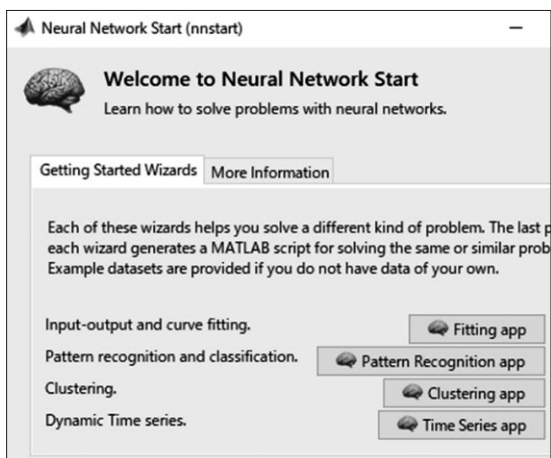 Neural Network Start (nnstart)
Welcome to Neural Network Start
Learn how to solve problems with neural networks.
Getting Started Wizards More Information
Each of these wizards helps you solve a different kind of problem. The last
each wizard generates a MATLAB script for solving the same or similar
Example datasets are provided if you do not have data of your own.
Input-output and curve fitting. Fitting app
Pattern recognition and classification. Pattern Recognition app
Clustering. Clustering app
Dynamic Time series. Time Series app